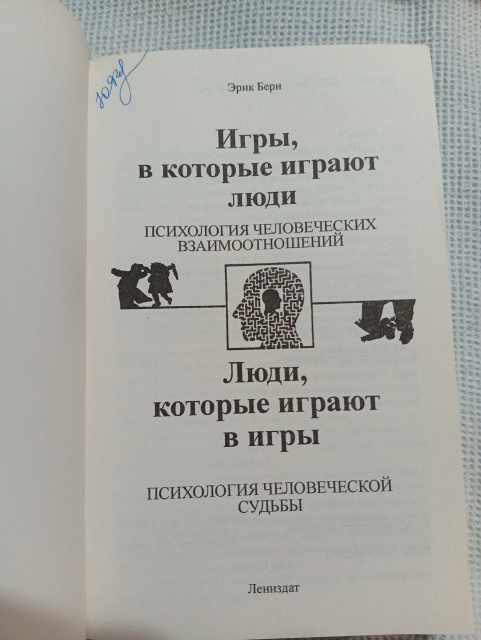 Эрик Берн
Игры,
в которые играют
люди
ПСИХОЛОГИЯ ЧЕЛОВЕЧЕСКИХ
ВЗАИМООТНОШЕНИЙ
Люди,
которые играют
в игры
ПСИХОЛОГИЯ ЧЕЛОВЕЧЕСКОЙ
СУДЬБЫ
Лениздат